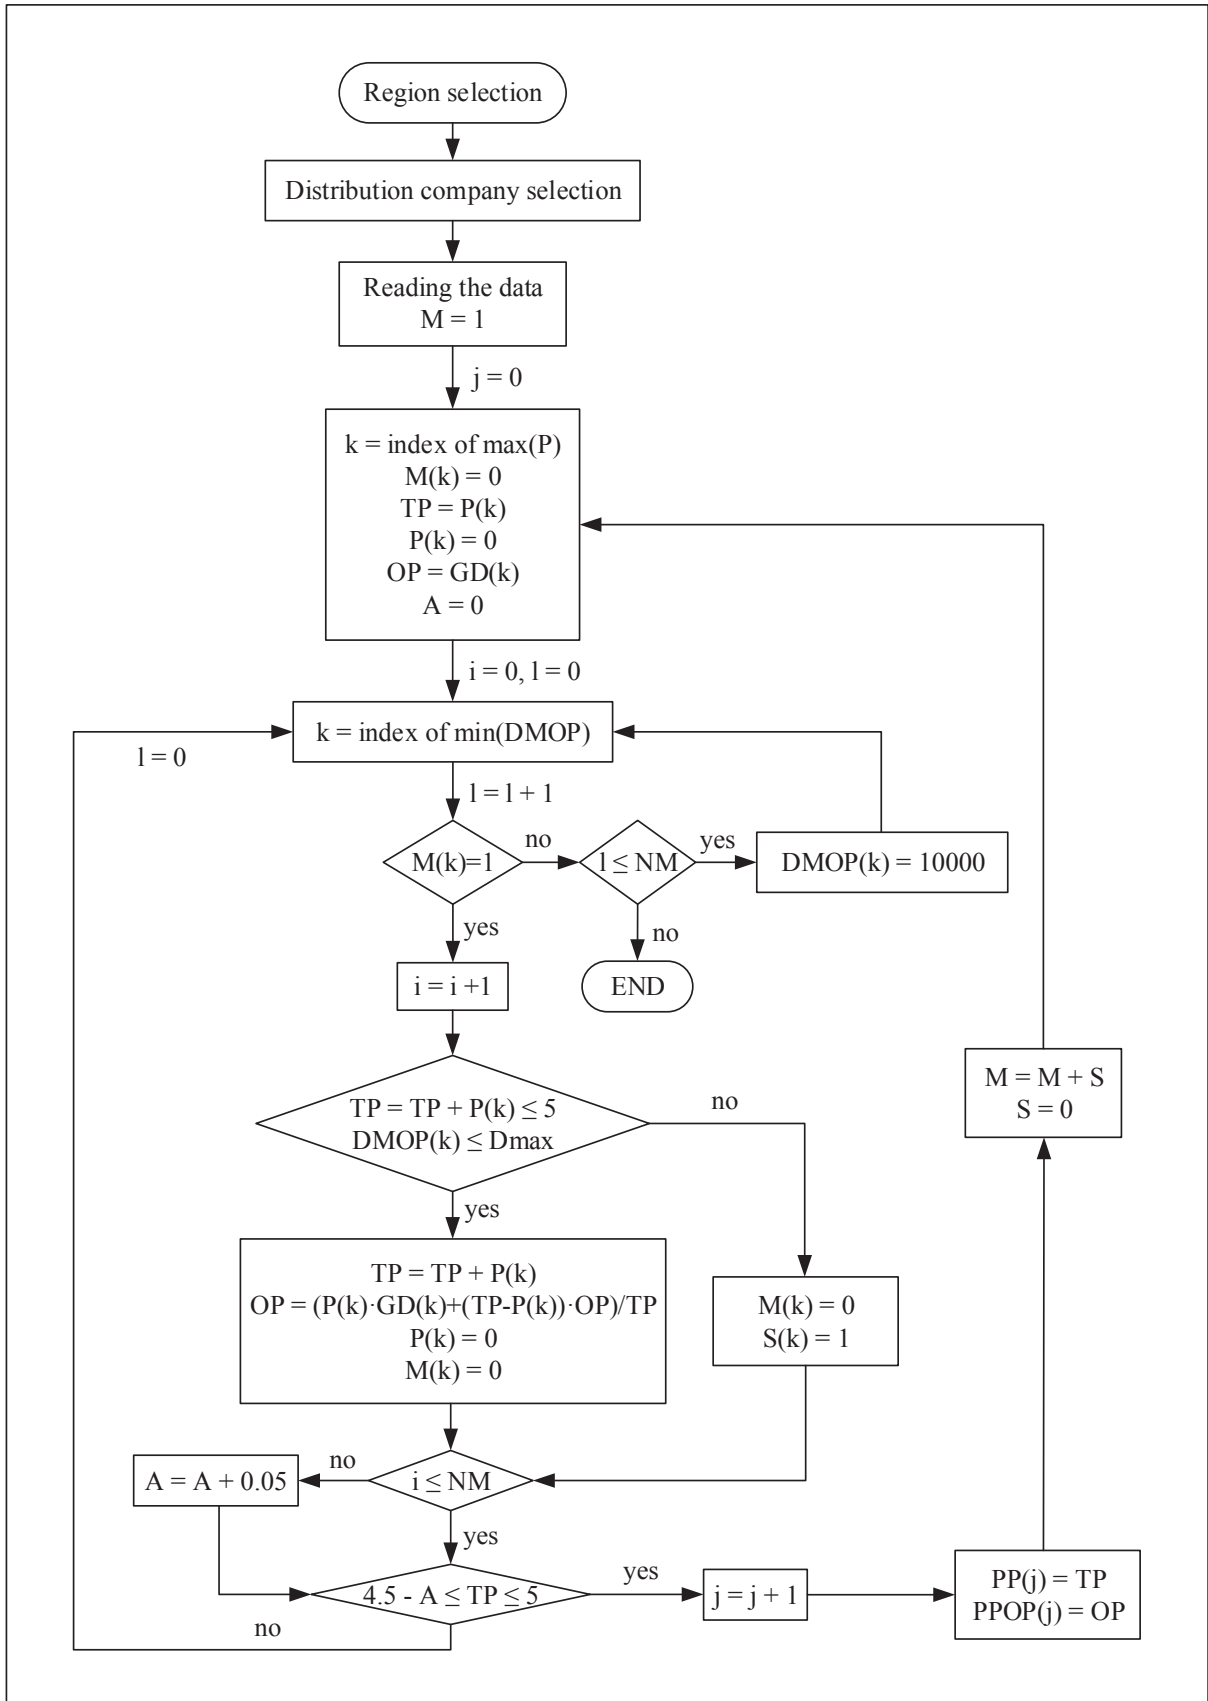 Region selection
Distribution company selection
Reading the data
M = 1
j = 0
k = index of max(P)
M(k) = 0
TP = P(k)
P(k) = 0
OP = GD(k)
A = 0
i = 0, l = 0
k = index of min(DMOP)
l = 0
l = l + 1
M(k)=1
no
l ≤ NM
yes
DMOP(k) = 10000
yes
no
i = i +1
END
TP = TP + P(k) ≤ 5
DMOP(k) ≤ Dmax
no
M = M + S
S = 0
yes
TP = TP + P(k)
OP = (P(k)·GD(k)+(TP-P(k))·OP)/TP
P(k) = 0
M(k) = 0
M(k) = 0
S(k) = 1
A = A + 0.05
no
i ≤ NM
yes
4.5 - A ≤ TP ≤ 5
yes
j = j + 1
PP(j) = TP
PPOP(j) = OP
no